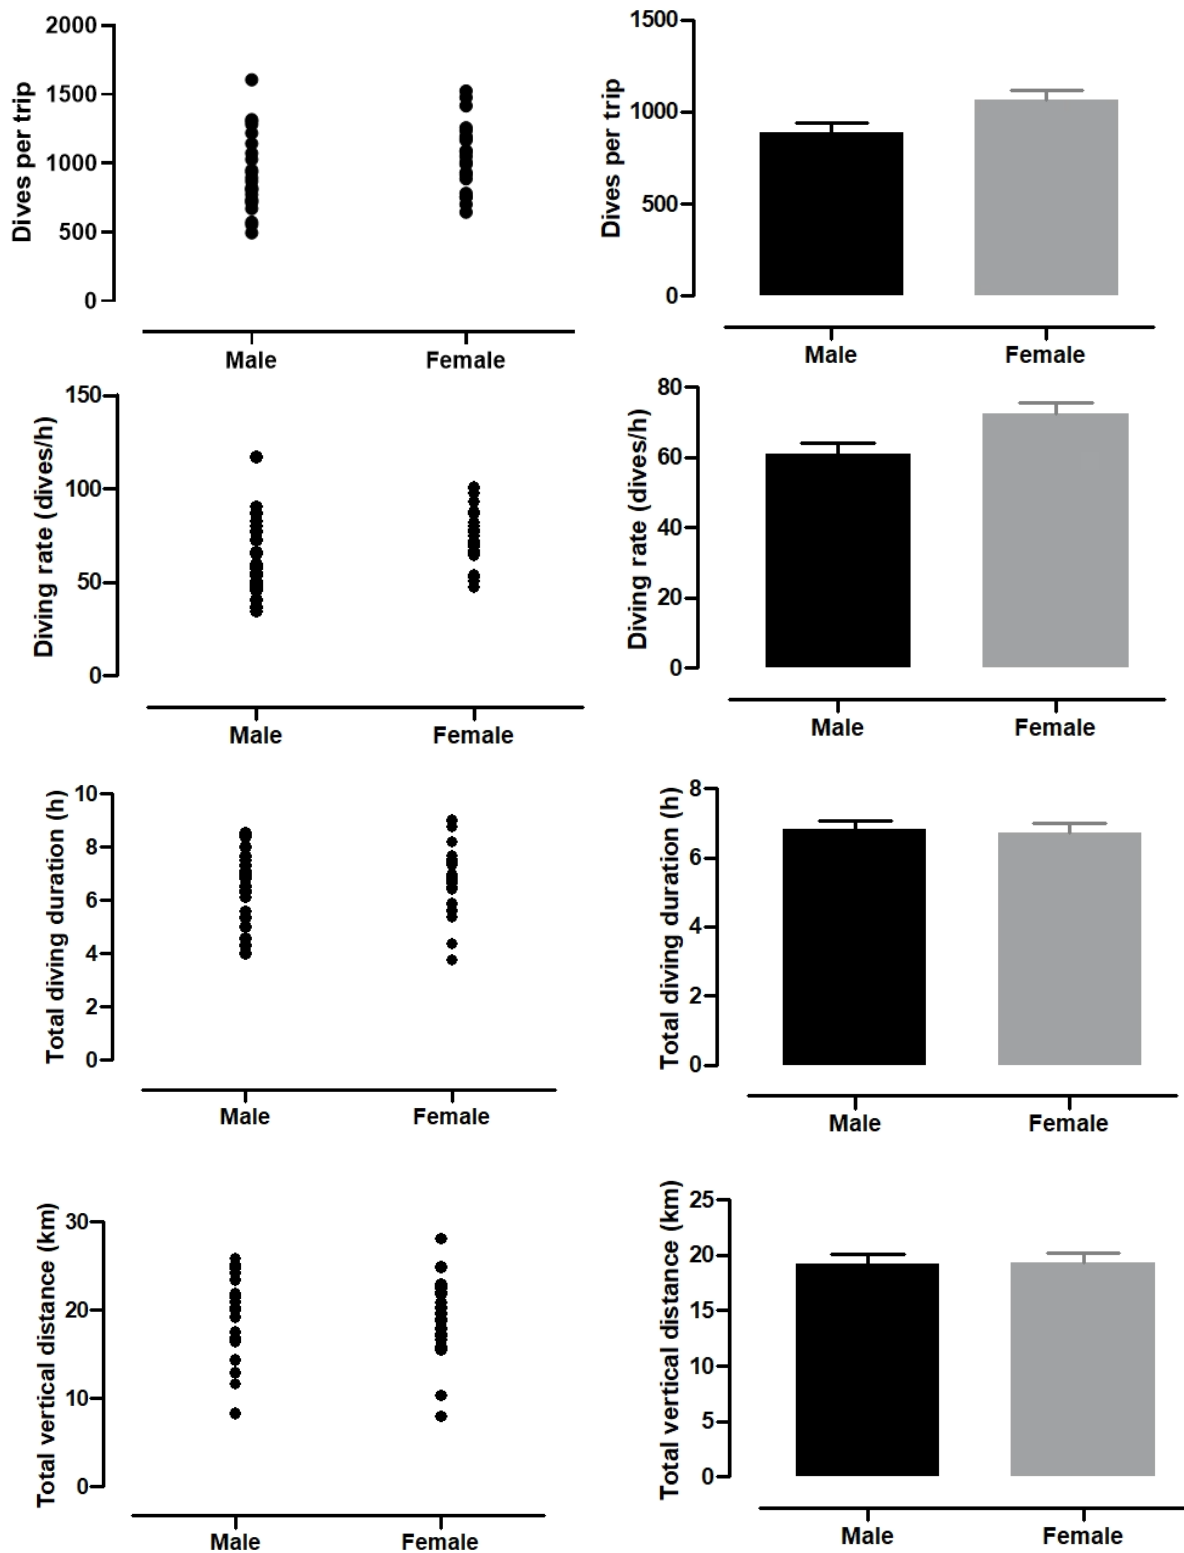 Dives per trip
2000
1500
1000
500
0
Male Female
Dives per trip
1500
1000
500
0
Male Female
Diving rate (dives/h)
150
100
50
0
Male Female
Diving rate (dives/h)
80
60
40
20
0
Male Female
Total diving duration (h)
10
8
6
4
2
0
Male Female
Total diving duration (h)
8
6
4
2
0
Male Female
Total vertical distance (km)
30
20
10
0
Male Female
Total vertical distance (km)
25
20
15
10
5
0
Male Female